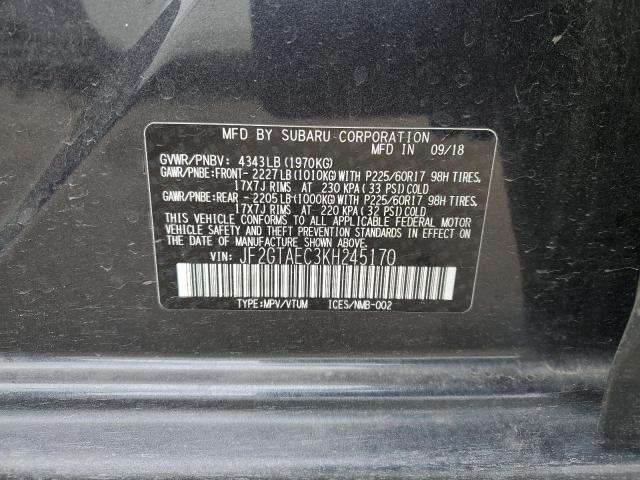 MFD BY SUBARU CORPORATION
MFD IN 09/18
GVWR/PNBV: 4343LB(1970KG)
GAWR/PNBE:FRONT- 2227LB(1010KG)WITH P225/60R17 98H TIRES,
17X7J RIMS AT 230 KPA(33 PSI)COLD
GAWR/PNBE:REAR - 2205LB(1000KG)WITH P225/60R17 98H TIRES,
17X7J RIMS AT 220 KPA(32 PSI)COLD
THIS VEHICLE CONFORMS TO ALL APPLICABLE FEDERAL MOTOR
VEHICLE SAFETY, BUMPER, AND THEFT PREVENTION STANDARDS
IN EFFECT ON THE DATE OF MANUFACTURE SHOWN ABOVE.
VIN: JF2GTAEC3KH245170
TYPE:MPV/VTUM ICES/NMB-002